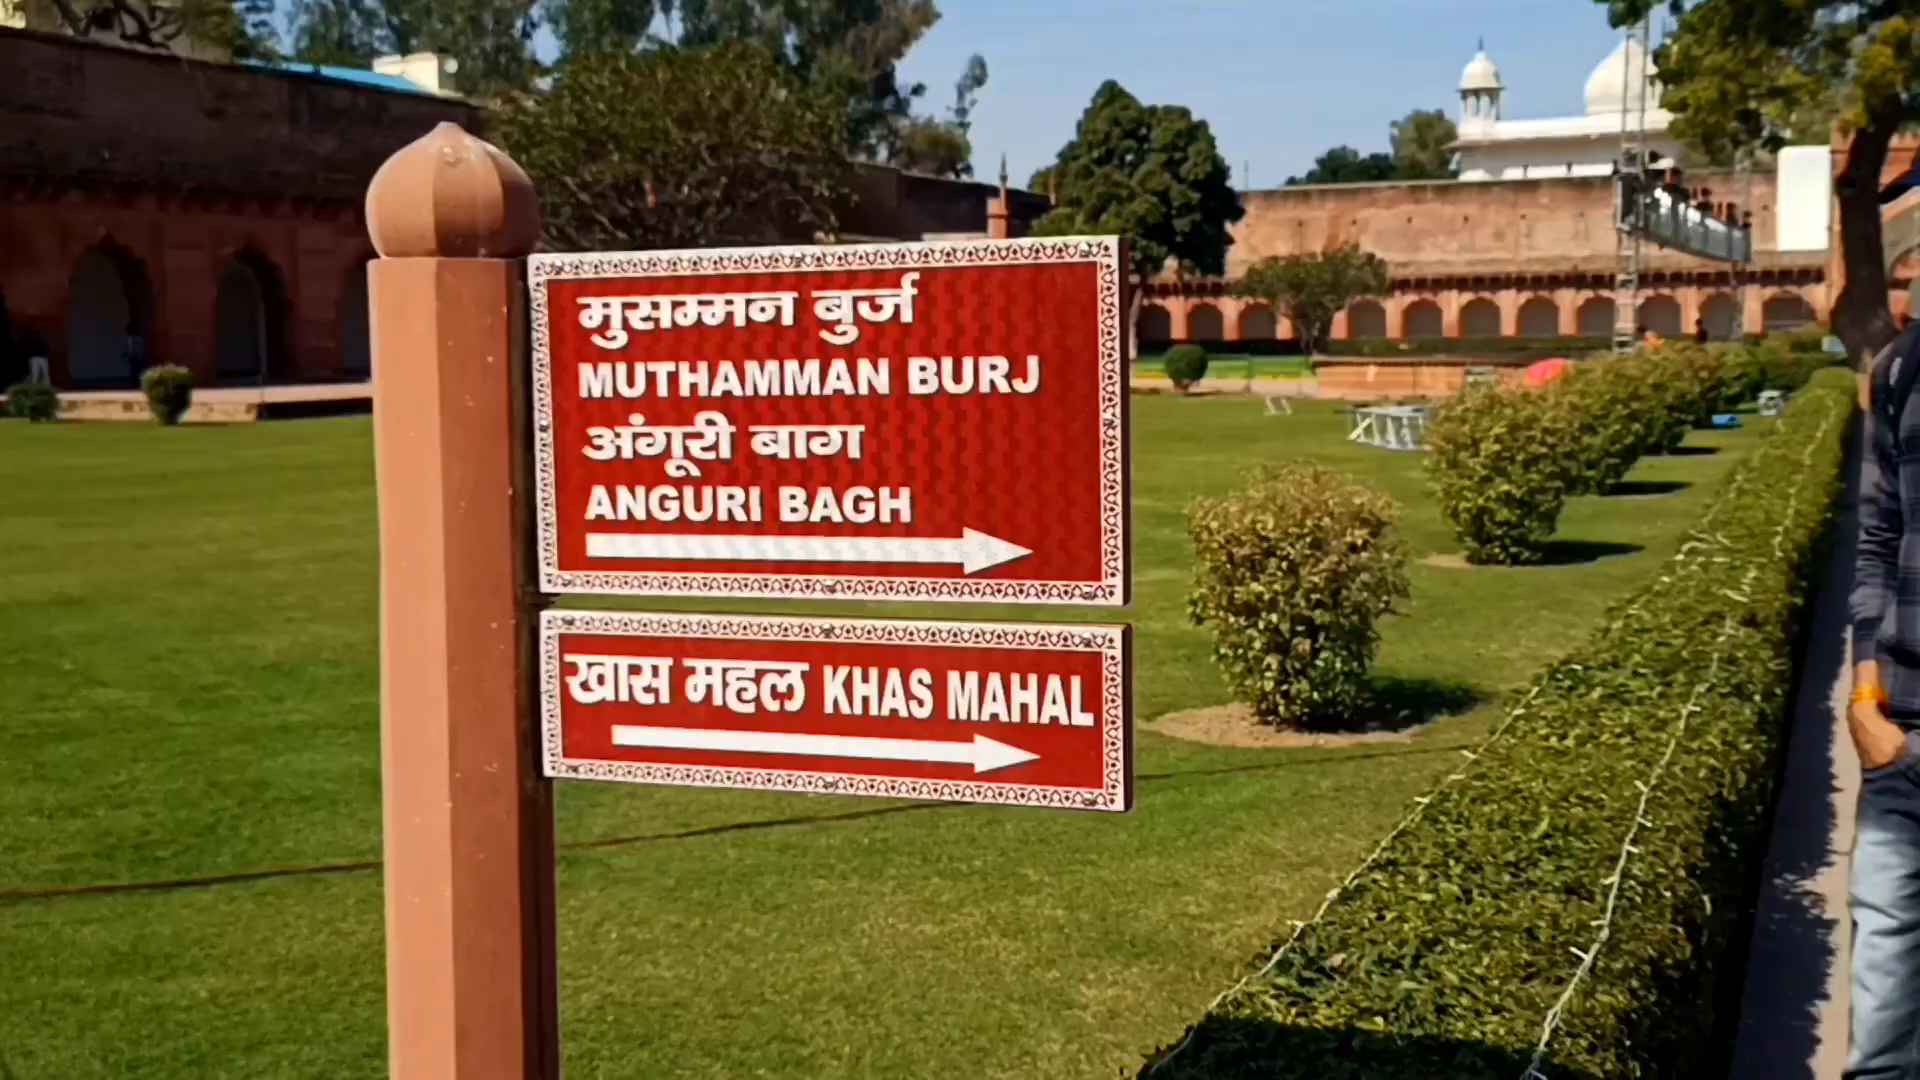 मुसम्मन बुर्ज
MUTHAMMAN BURJ
अंगूरी बाग
ANGURI BAGH
खास महल KHAS MAHAL